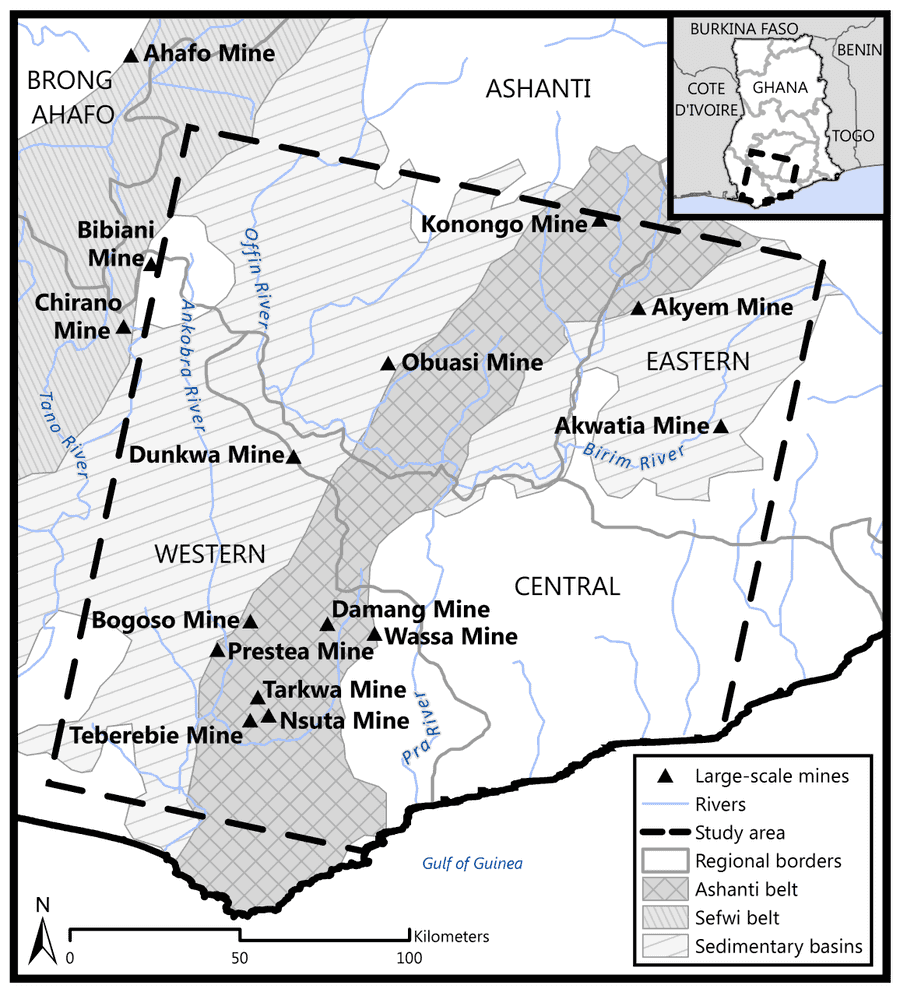 Ahafo Mine
BRONG
AHAFO
ASHANTI
BURKINA FASO
BENIN
COTE
D'IVOIRE
GHANA
TOGO
Konongo Mine
Bibiani
Mine
Offin River
Chirano
Mine
Ankobra River
Akyem Mine
Obuasi Mine
EASTERN
Tano River
Akwatia Mine
Dunkwa Mine
Birim River
WESTERN
CENTRAL
Damang Mine
Bogoso Mine
Wassa Mine
Prestea Mine
Tarkwa Mine
Nsuta Mine
Teberebie Mine
Pra River
Gulf of Guinea
Large-scale mines
Rivers
Study area
Regional borders
Ashanti belt
Sefwi belt
Sedimentary basins
N
Kilometers
0 50 100